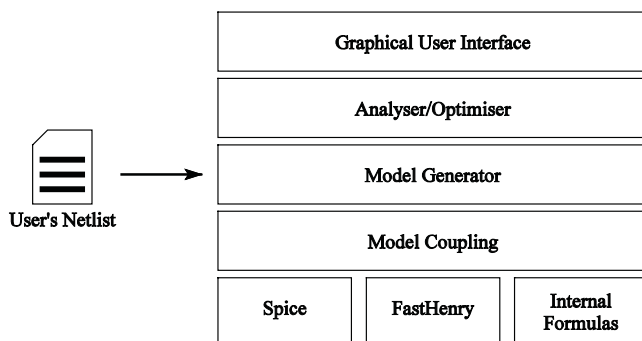 Graphical User Interface
Analyser/Optimiser
Model Generator
User's Netlist
Model Coupling
Spice
FastHenry
Internal
Formulas